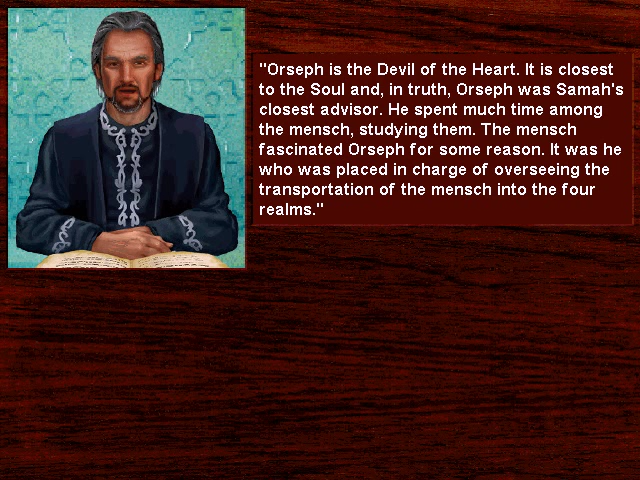 "Orseph is the Devil of the Heart. It is closest
to the Soul and, in truth, Orseph was Samah's
closest advisor. He spent much time among
the mensch, studying them. The mensch
fascinated Orseph for some reason. It was he
who was placed in charge of overseeing the
transportation of the mensch into the four
realms."